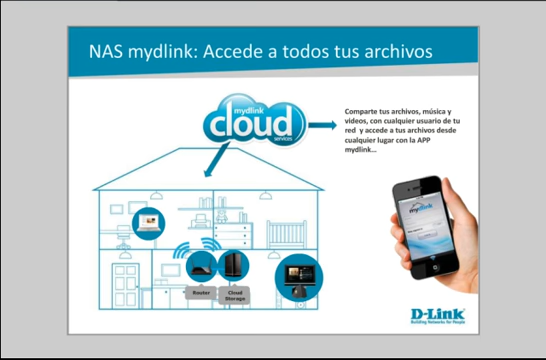 NAS mydlink: Accede a todos tus archivos
mydlink
cloud
services
Comparte tus archivos, música y
videos, con cualquier usuario de tu
red y accede a tus archivos desde
cualquier lugar con la APP
mydlink...
mydlink
Router
Cloud
Storage
D-Link
Building Networks for People